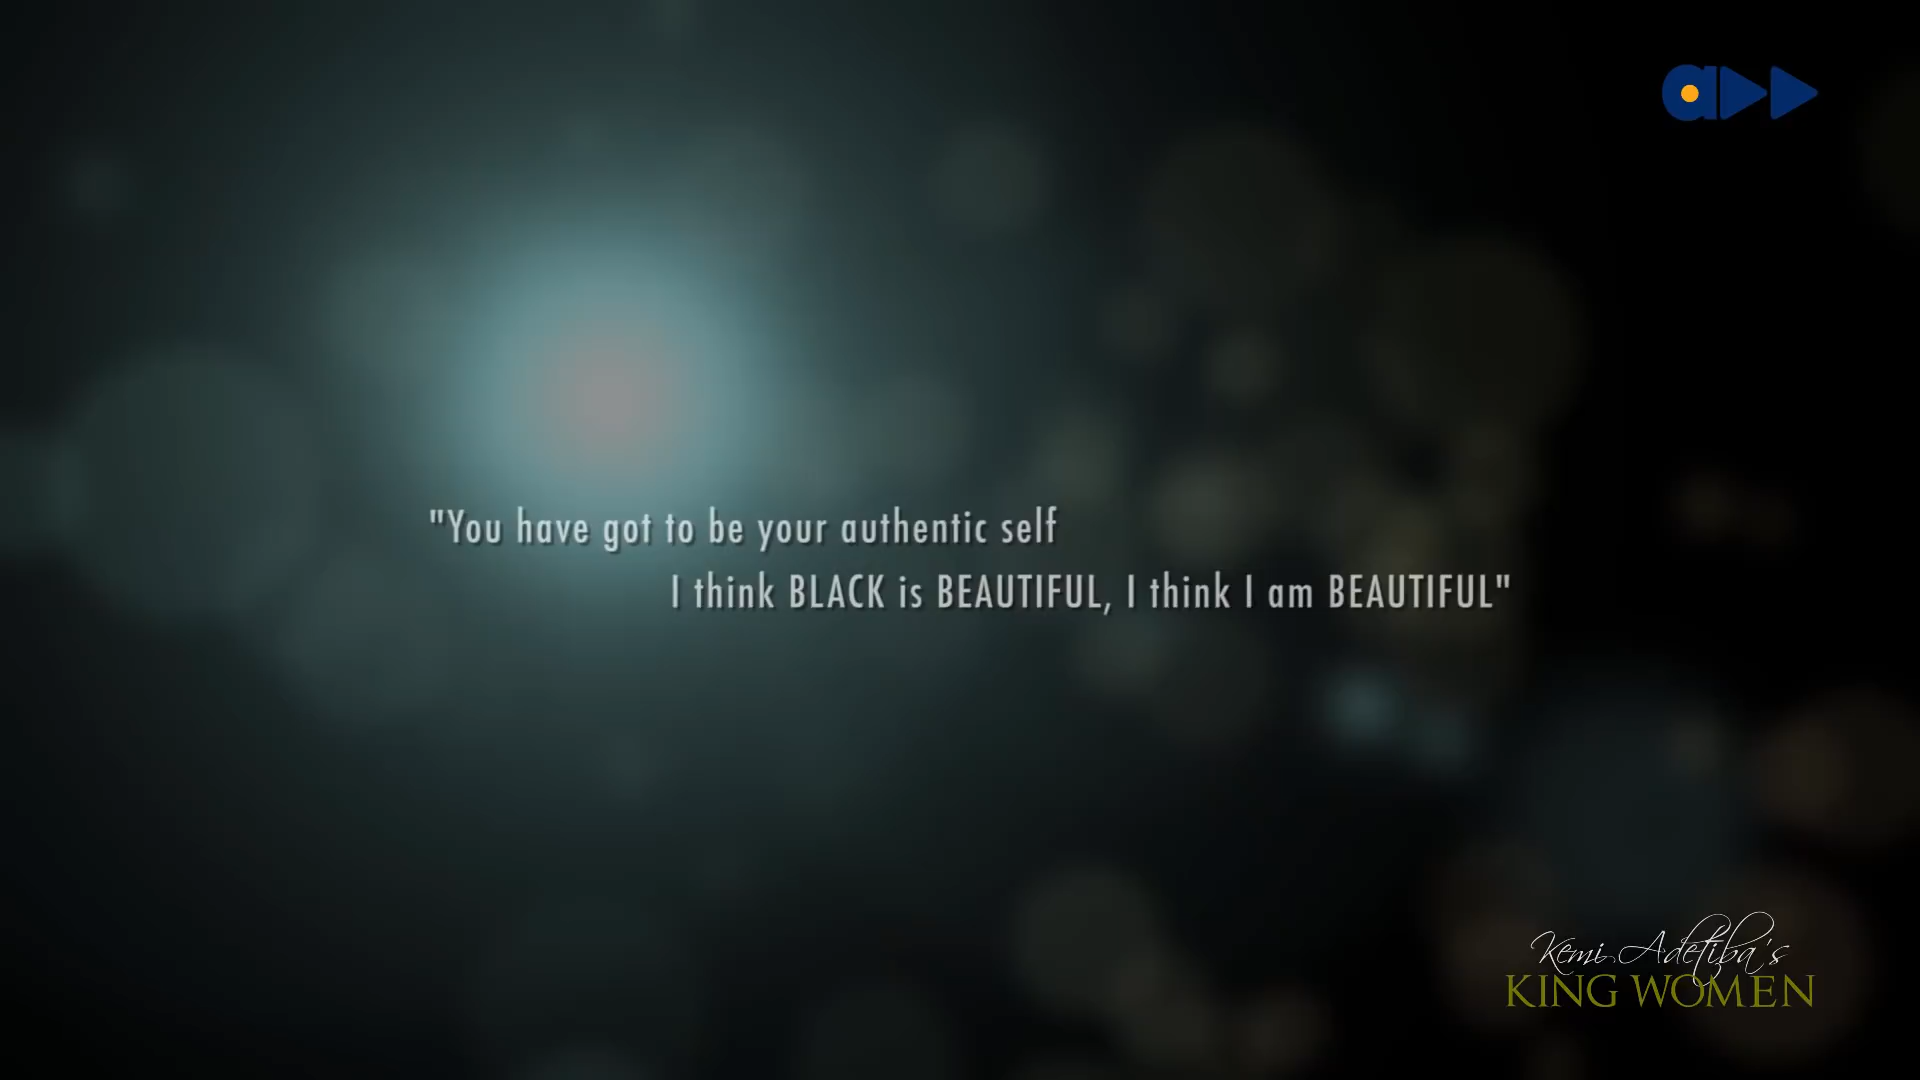 "You have got to be your authentic self
I think BLACK is BEAUTIFUL, I think I am BEAUTIFUL"
Kemi Adetiba's
KING WOMEN